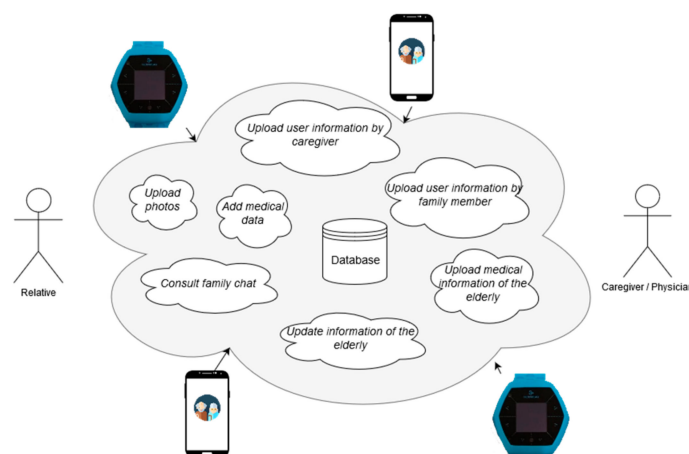 Upload user information by
caregiver
Upload
photos
Add medical
data
Upload user information by
family member
Database
Relative
Caregiver / Physician
Consult family chat
Upload medical
information of the
elderly
Update information of the
elderly